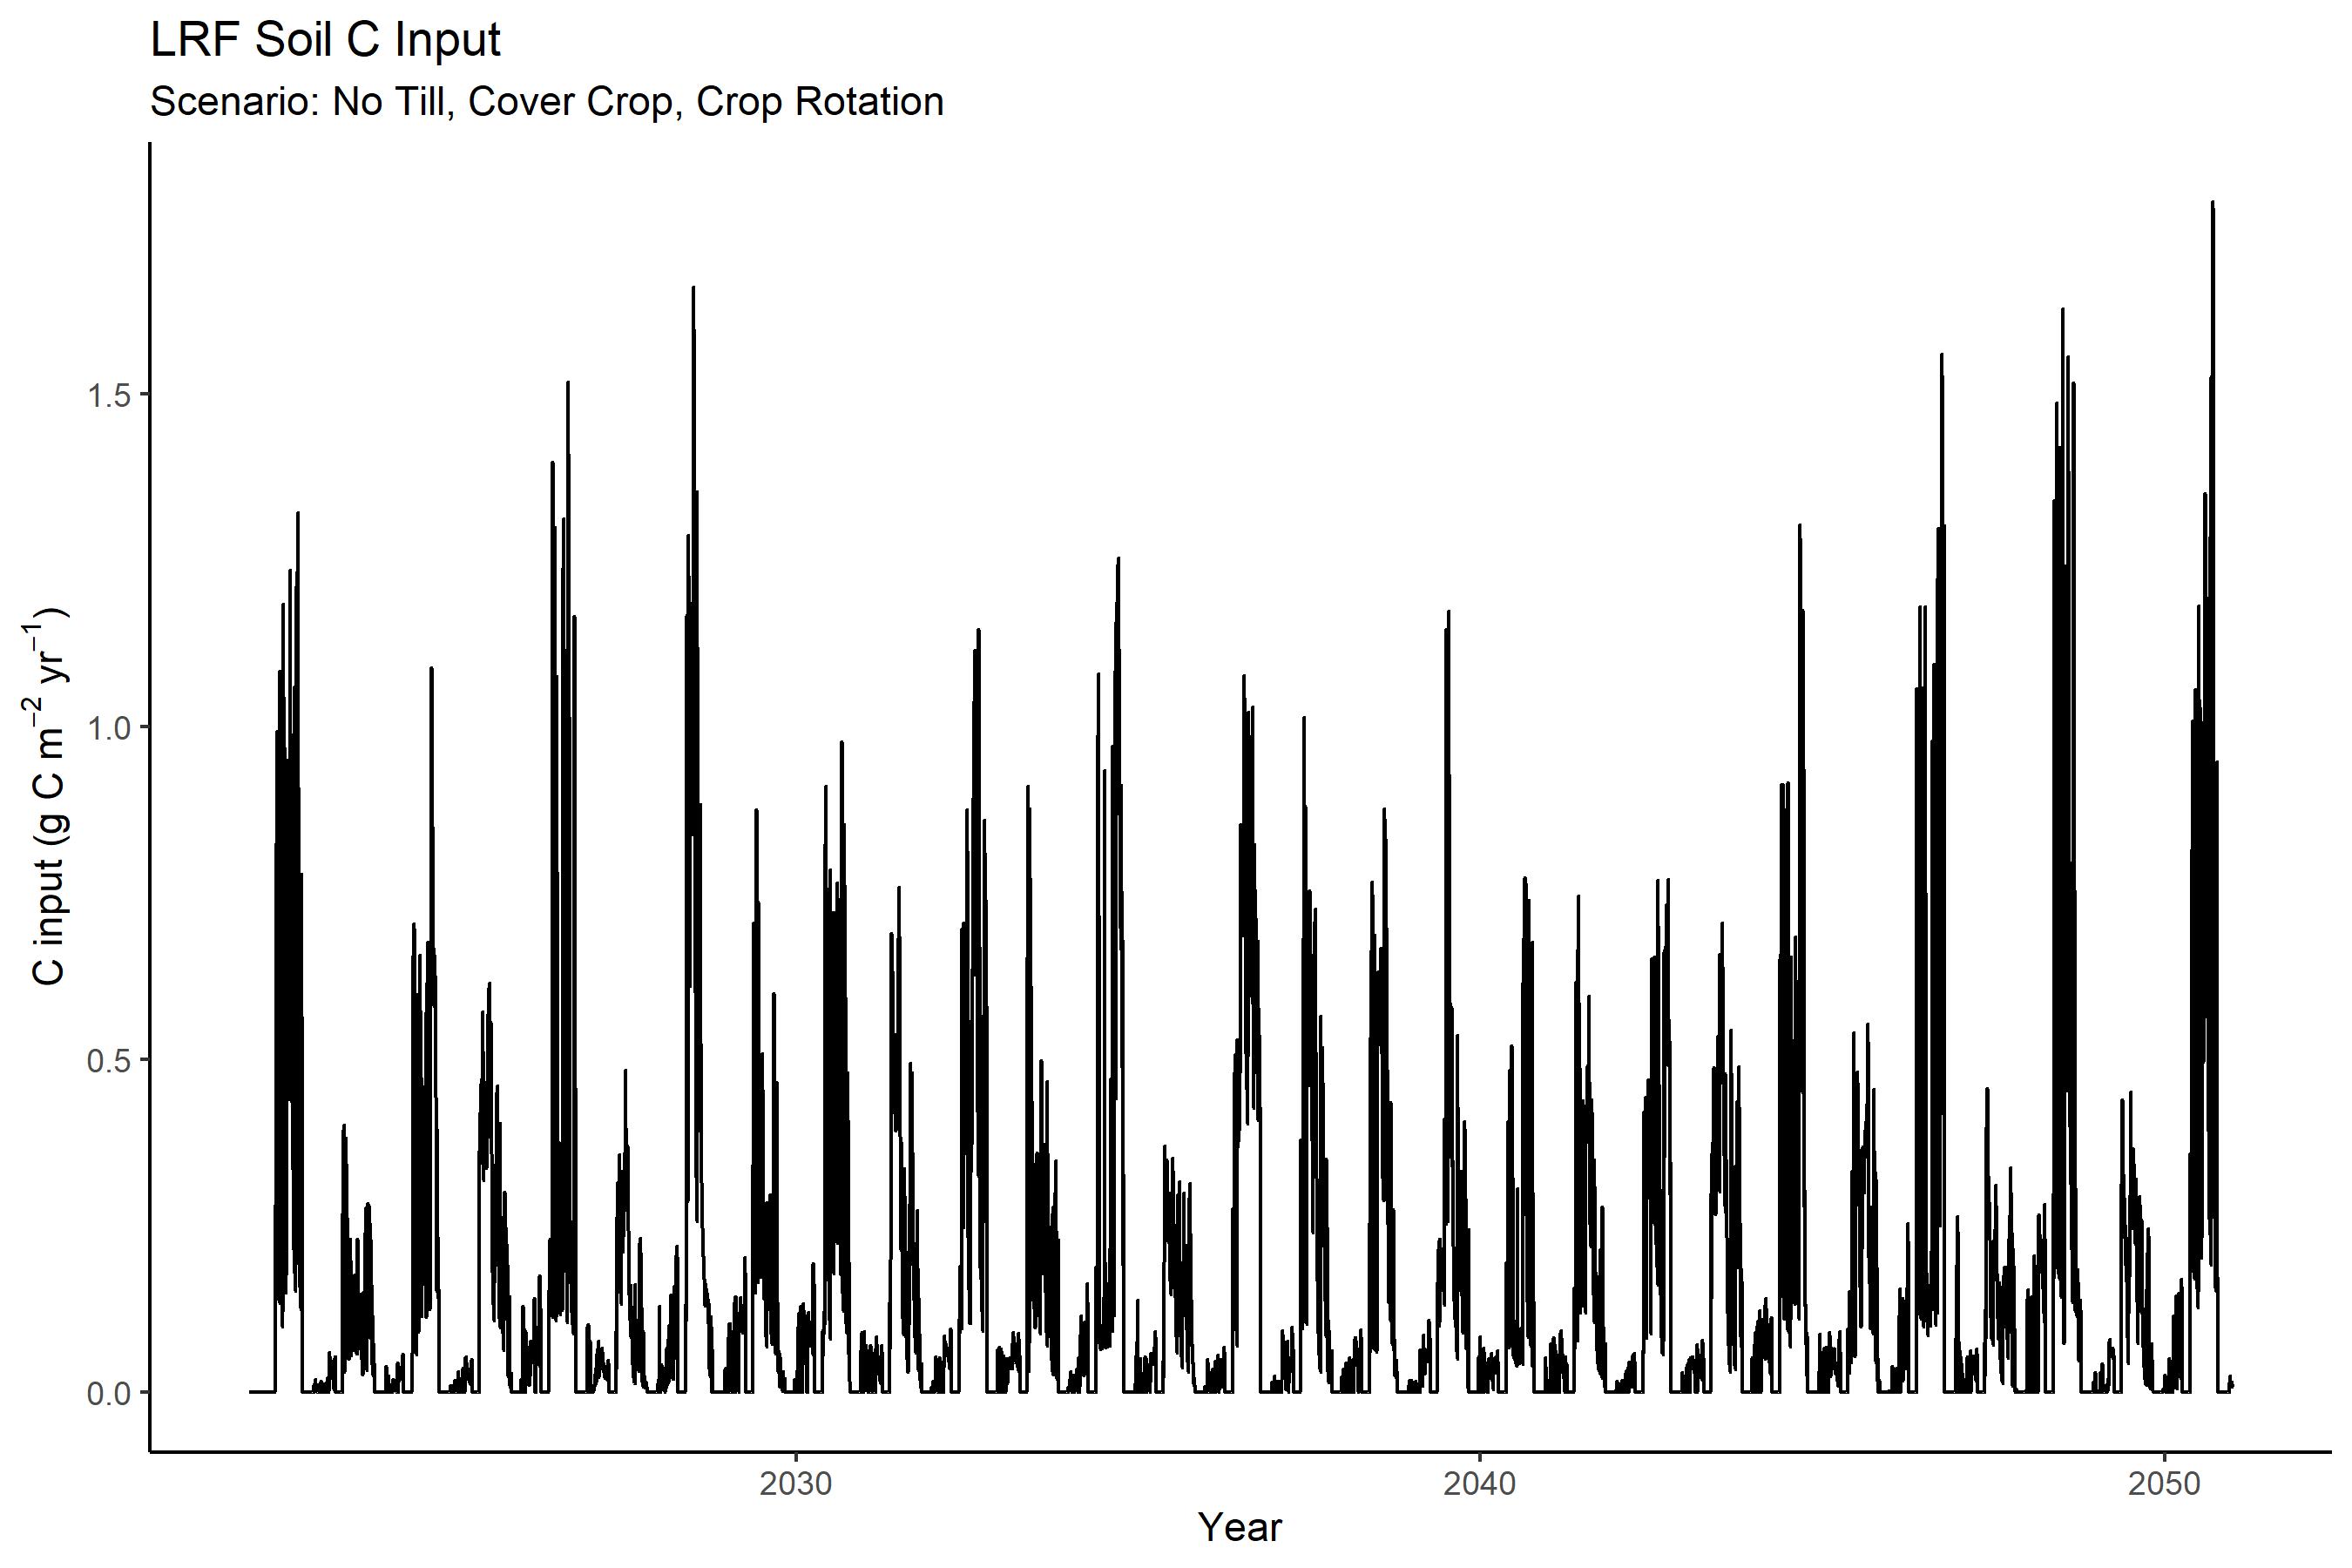 LRF Soil C Input
Scenario: No Till, Cover Crop, Crop Rotation
C input (g C m⁻² yr⁻¹)
1.5
1.0
0.5
0.0
2030 2040 2050
Year